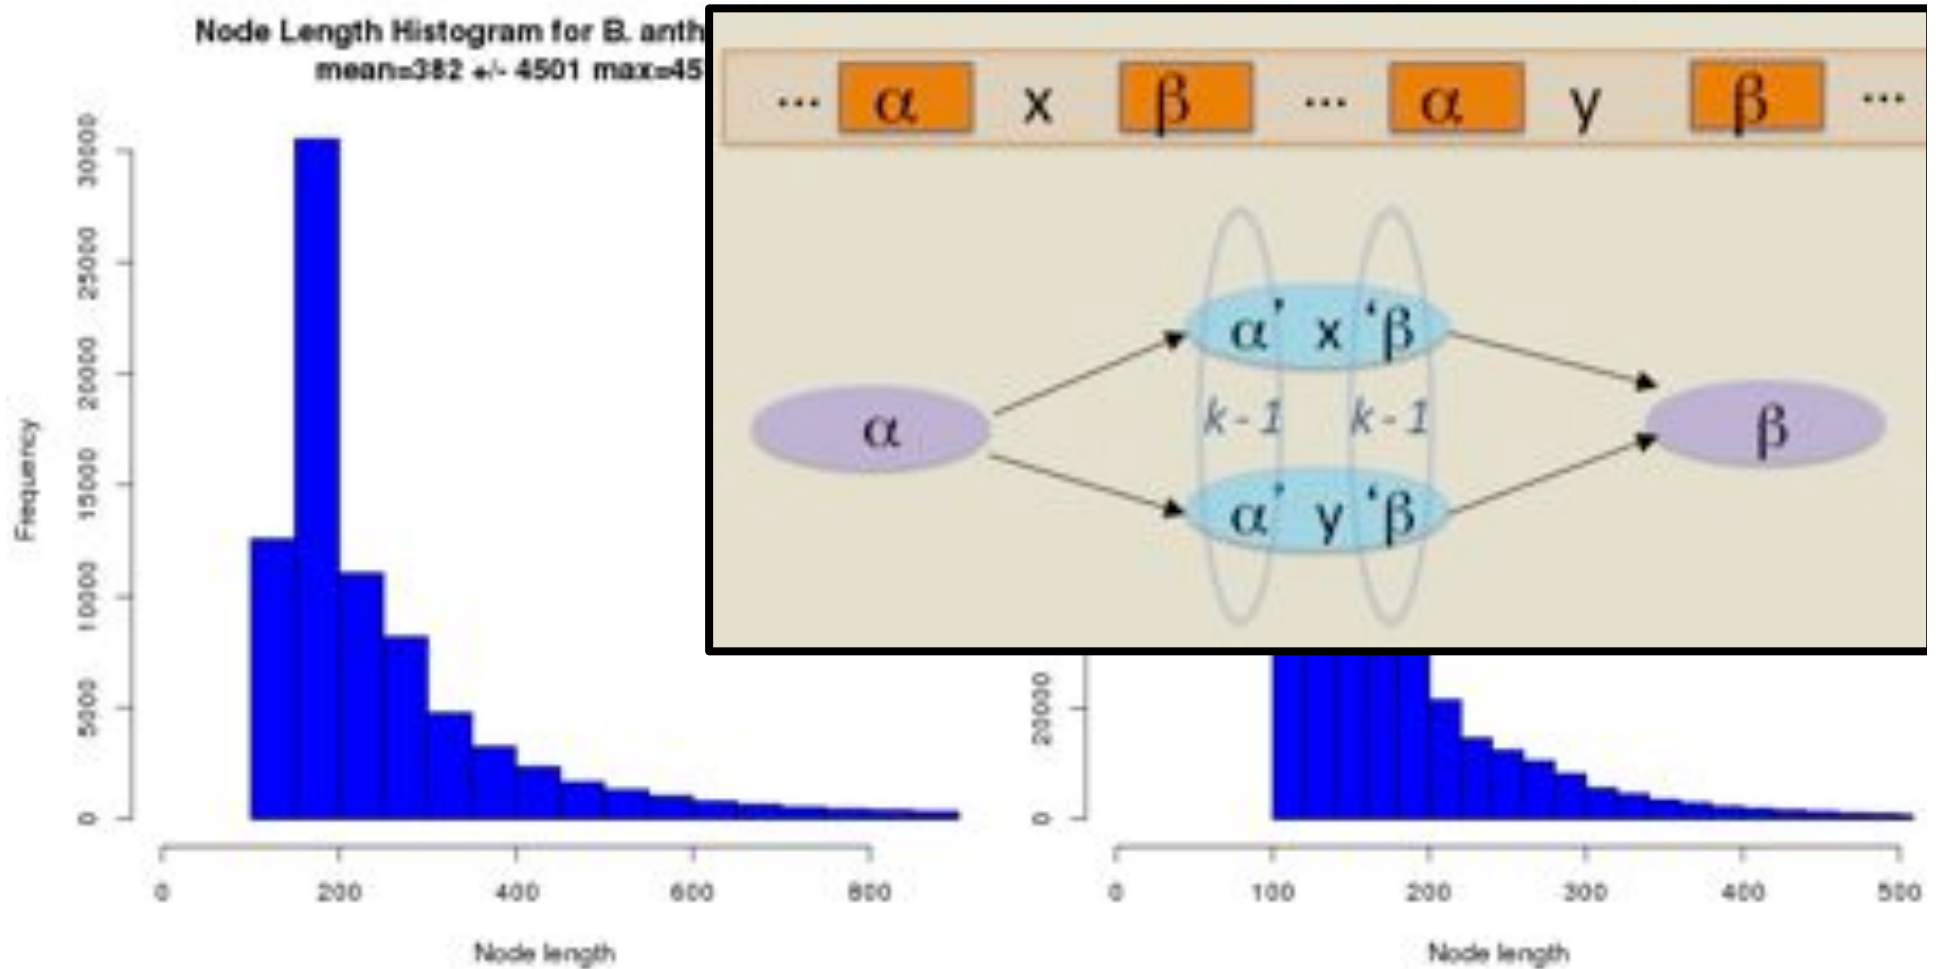 Node Length Histogram for B. anth
mean=382 +/- 4501 max=45
... α x β ... α y β ...
α' x 'β
k-1 k-1
α β
α' y 'β
Frequency
30000
25000
20000
15000
10000
5000
0
0 200 400 600 800
Node length
20000
0
0 100 200 300 400 500
Node length